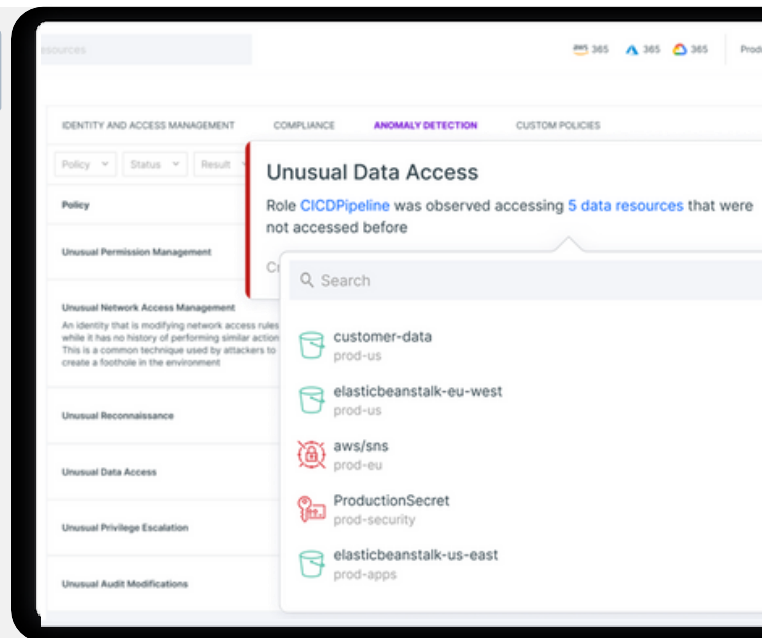 esources
aws 365 365 365 Prod
IDENTITY AND ACCESS MANAGEMENT COMPLIANCE ANOMALY DETECTION CUSTOM POLICIES
Policy Status Result
Policy
Unusual Permission Management
Unusual Network Access Management
An identity that is modifying network access rules
while it has no history of performing similar action
This is a common technique used by attackers to
create a foothold in the environment
Unusual Reconnaissance
Unusual Data Access
Unusual Privilege Escalation
Unusual Audit Modifications
Unusual Data Access
Role CICDPipeline was observed accessing 5 data resources that were
not accessed before
Cr
Search
customer-data
prod-us
elasticbeanstalk-eu-west
prod-us
aws/sns
prod-eu
ProductionSecret
prod-security
elasticbeanstalk-us-east
prod-apps